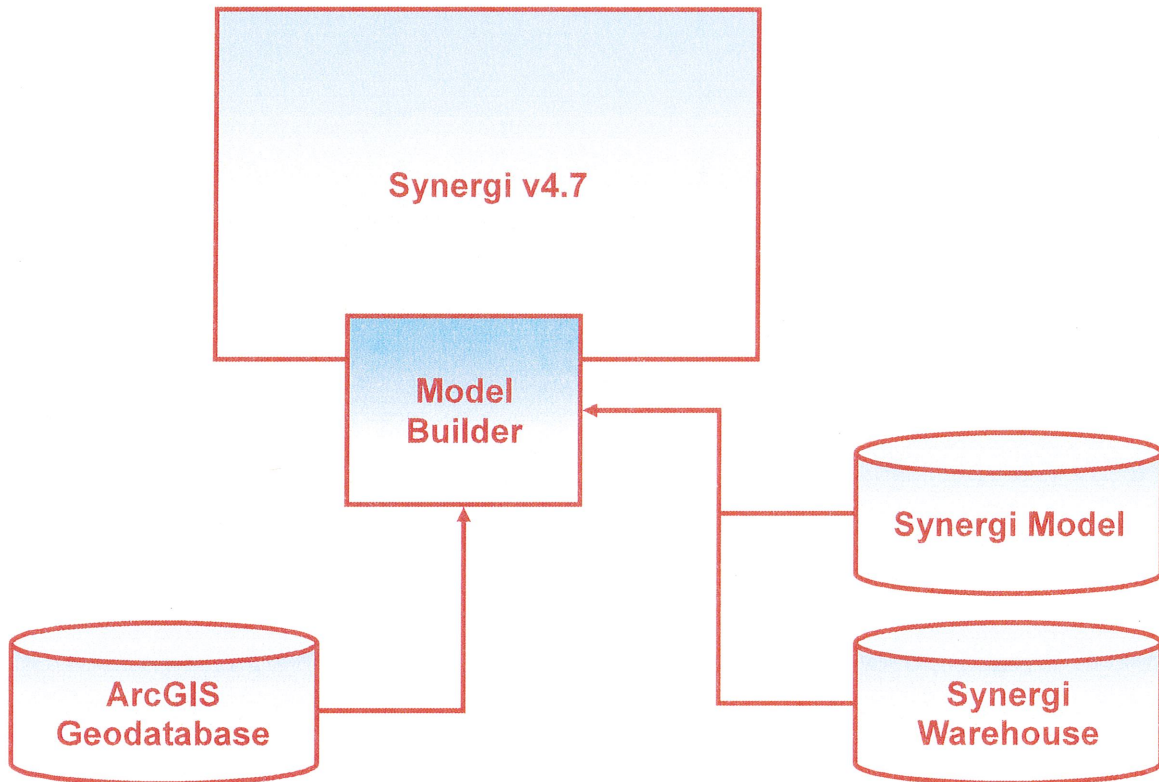 Synergi v4.7
Model
Builder
Synergi Model
ArcGIS
Geodatabase
Synergi
Warehouse